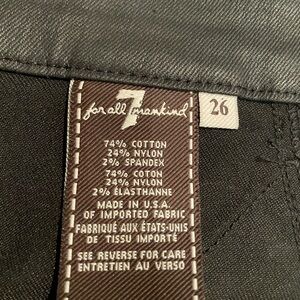 7
for all mankind
26
74% COTTON
24% NYLON
2% SPANDEX
74% COTON
24% NYLON
2% ÉLASTHANNE
MADE IN U.S.A.
OF IMPORTED FABRIC
FABRIQUÉ AUX ÉTATS-UNIS
DE TISSU IMPORTÉ
SEE REVERSE FOR CARE
ENTRETIEN AU VERSO